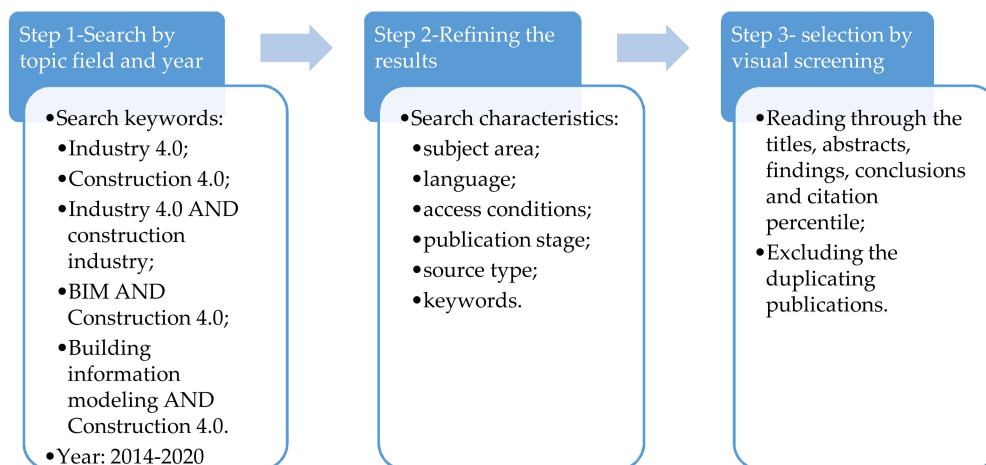 Step 1-Search by
topic field and year
•Search keywords:
•Industry 4.0;
•Construction 4.0;
•Industry 4.0 AND
construction
industry;
•BIM AND
Construction 4.0;
•Building
information
modeling AND
Construction 4.0.
•Year: 2014-2020
Step 2-Refining the
results
•Search characteristics:
•subject area;
•language;
•access conditions;
•publication stage;
•source type;
•keywords.
Step 3- selection by
visual screening
•Reading through the
titles, abstracts,
findings, conclusions
and citation
percentile;
•Excluding the
duplicating
publications.